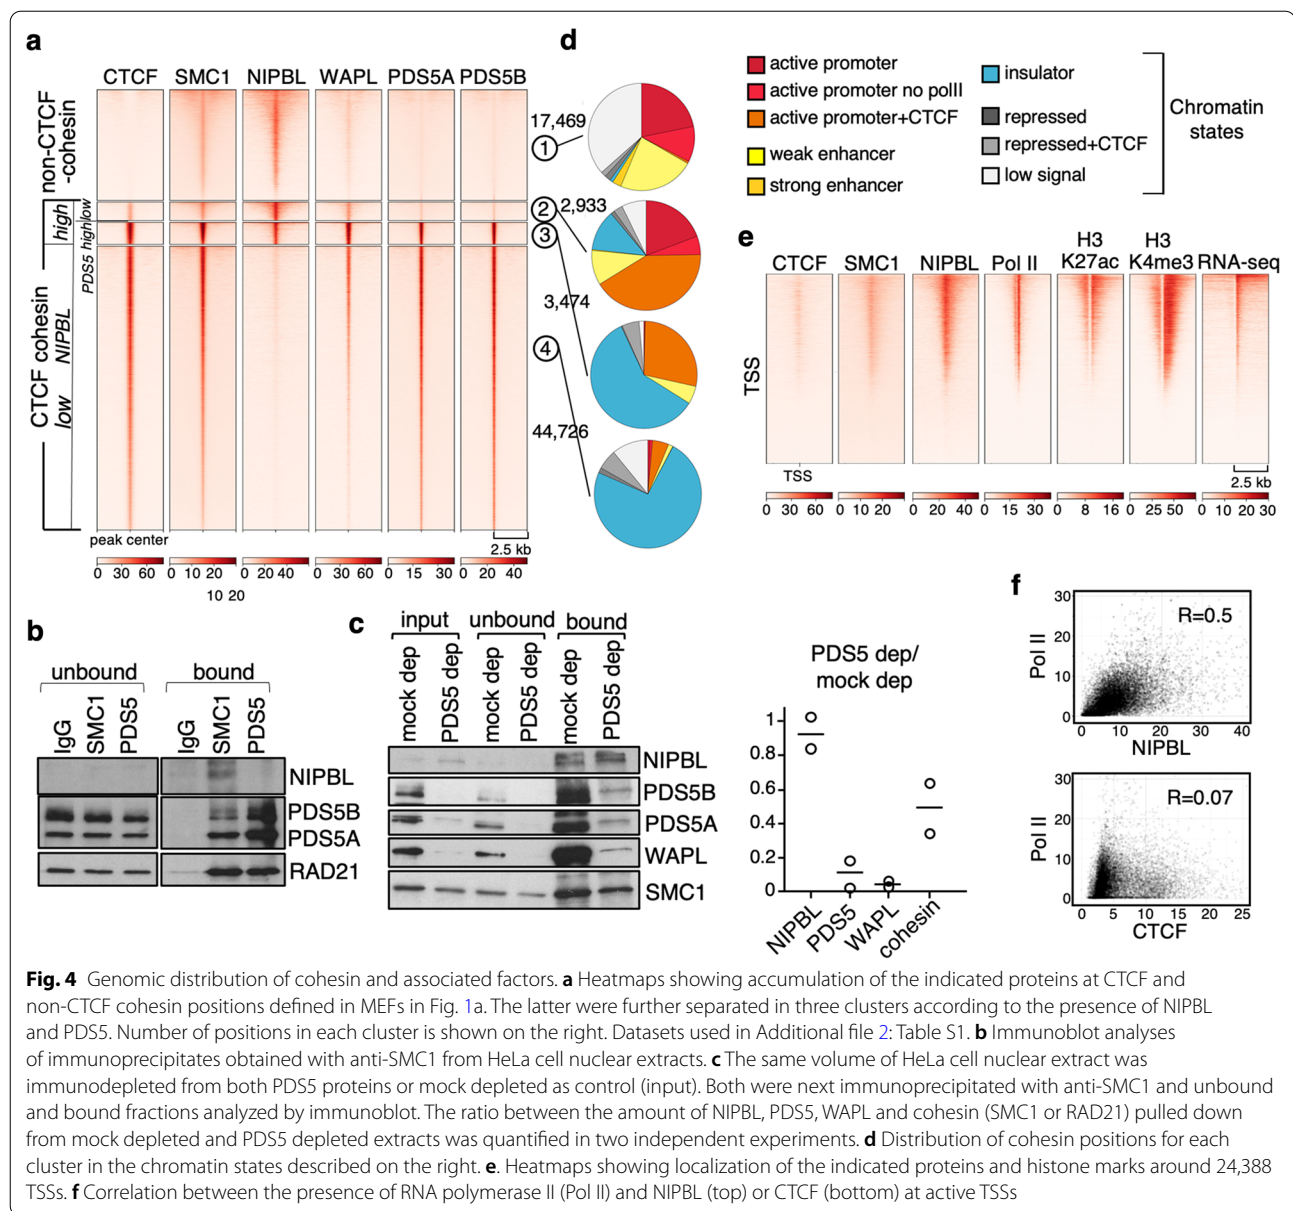 a
CTCF SMC1 NIPBL WAPL PDS5A PDS5B
non-CTCF
-cohesin
CTCF cohesin
low NIPBL high
PDS5 high low
peak center
2.5 kb
0 30 60 0 10 20 0 20 40 0 30 60 0 15 30 0 20 40
10 20
d
17,469
1
2
2,933
3
3,474
4
44,726
active promoter
active promoter no polII
active promoter+CTCF
weak enhancer
strong enhancer
insulator
repressed
repressed+CTCF
low signal
Chromatin
states
e
CTCF SMC1 NIPBL Pol II H3 K27ac H3 K4me3 RNA-seq
TSS
TSS
2.5 kb
0 30 60 0 10 20 0 20 40 0 15 30 0 8 16 0 25 50 0 10 20 30
b
unbound bound
IgG SMC1 PDS5 IgG SMC1 PDS5
NIPBL
PDS5B
PDS5A
RAD21
c
input unbound bound
mock dep PDS5 dep mock dep PDS5 dep mock dep PDS5 dep
NIPBL
PDS5B
PDS5A
WAPL
SMC1
PDS5 dep/
mock dep
1
0.8
0.6
0.4
0.2
0
NIPBL PDS5 WAPL cohesin
f
30
20
10
0
Pol II
R=0.5
0 10 20 30 40
NIPBL
30
20
10
0
Pol II
R=0.07
0 5 10 15 20 25
CTCF
Fig. 4 Genomic distribution of cohesin and associated factors. a Heatmaps showing accumulation of the indicated proteins at CTCF and
non-CTCF cohesin positions defined in MEFs in Fig. 1a. The latter were further separated in three clusters according to the presence of NIPBL
and PDS5. Number of positions in each cluster is shown on the right. Datasets used in Additional file 2: Table S1. b Immunoblot analyses
of immunoprecipitates obtained with anti-SMC1 from HeLa cell nuclear extracts. c The same volume of HeLa cell nuclear extract was
immunodepleted from both PDS5 proteins or mock depleted as control (input). Both were next immunoprecipitated with anti-SMC1 and unbound
and bound fractions analyzed by immunoblot. The ratio between the amount of NIPBL, PDS5, WAPL and cohesin (SMC1 or RAD21) pulled down
from mock depleted and PDS5 depleted extracts was quantified in two independent experiments. d Distribution of cohesin positions for each
cluster in the chromatin states described on the right. e. Heatmaps showing localization of the indicated proteins and histone marks around 24,388
TSSs. f Correlation between the presence of RNA polymerase II (Pol II) and NIPBL (top) or CTCF (bottom) at active TSSs